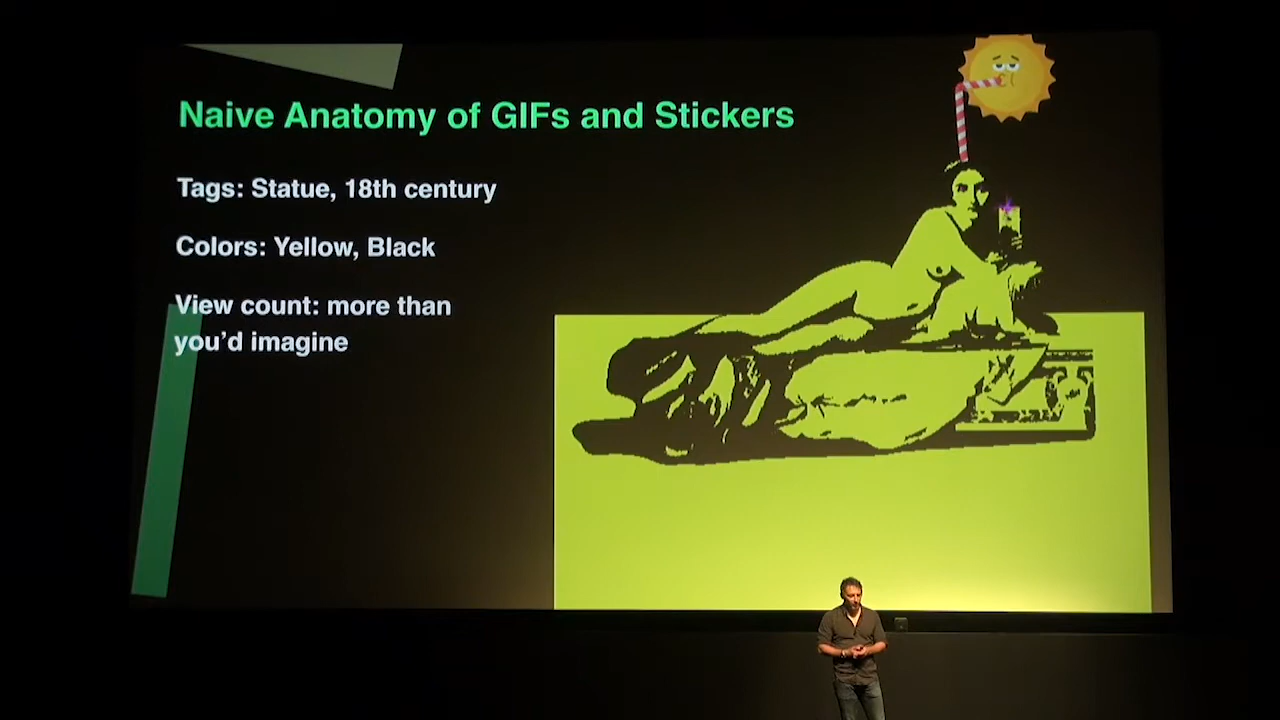 Naive Anatomy of GIFs and Stickers
Tags: Statue, 18th century
Colors: Yellow, Black
View count: more than
you’d imagine